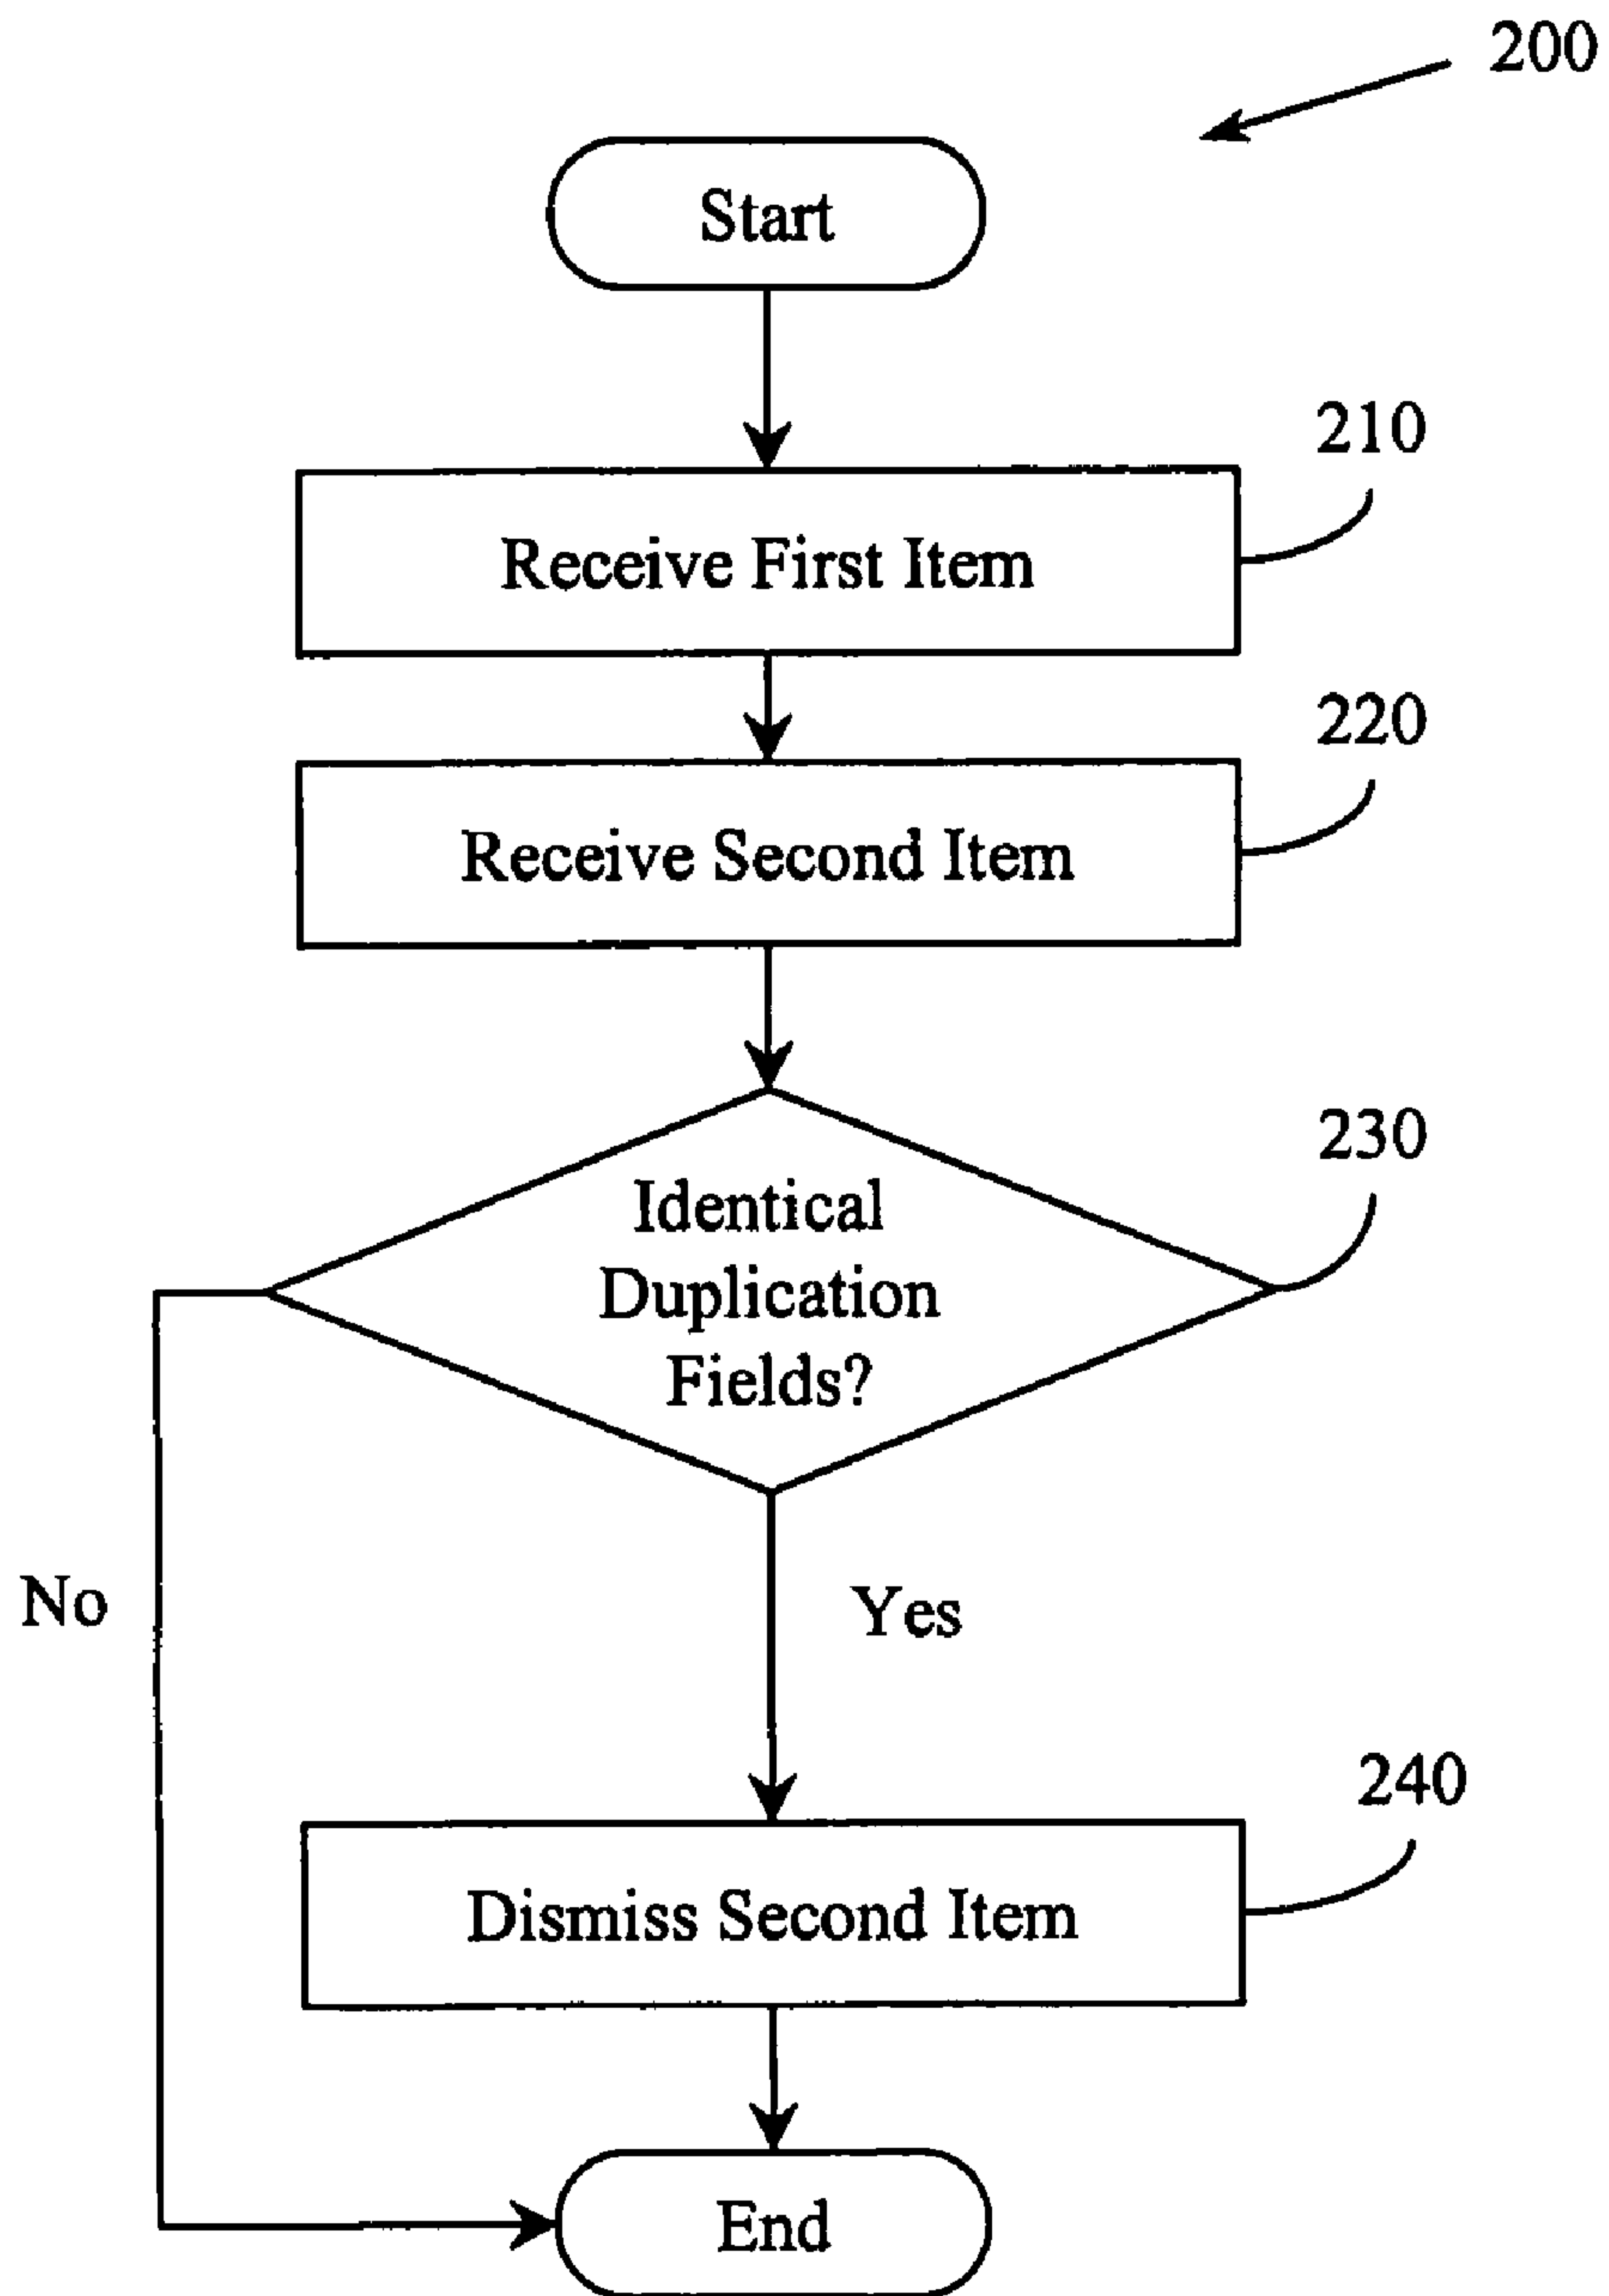 200
Start
210
Receive First Item
220
Receive Second Item
230
Identical
Duplication
Fields?
No
Yes
240
Dismiss Second Item
End